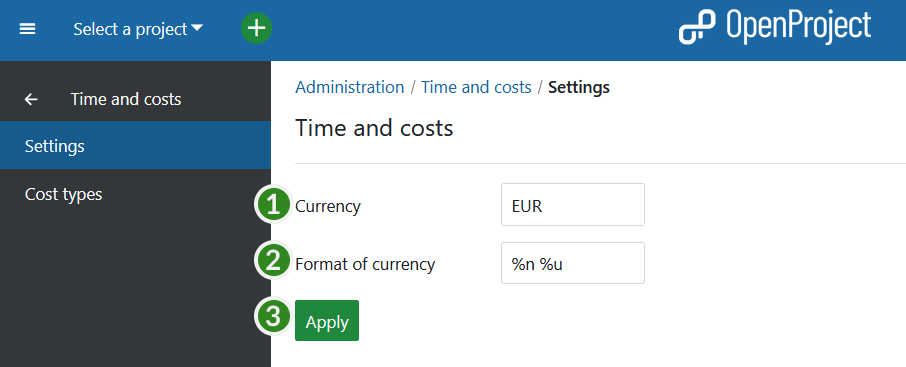 Select a project
OpenProject
Time and costs
Administration / Time and costs / Settings
Time and costs
Settings
Cost types
1 Currency EUR
2 Format of currency %n %u
3 Apply